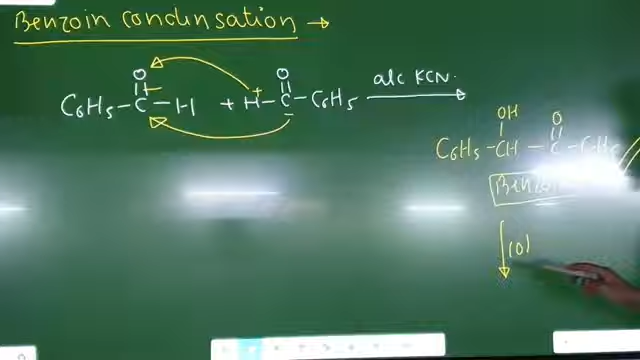 Benzoin condensation →
O O
|| ||
C6H5-C-H + H-C-C6H5 alc KCN.
+ -
OH O
| ||
C6H5-CH-C-C6H5
(O)